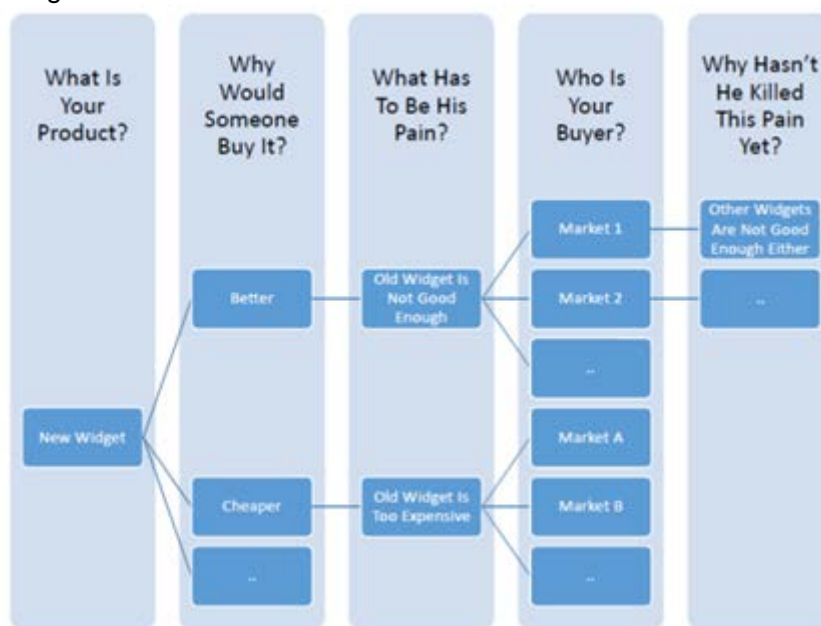 What Is
Your
Product?
Why
Would
Someone
Buy It?
What Has
To Be His
Pain?
Who Is
Your
Buyer?
Why Hasn't
He Killed
This Pain
Yet?
New Widget
Better
Cheaper
..
Old Widget Is
Not Good
Enough
Old Widget Is
Too Expensive
Market 1
Market 2
..
Market A
Market B
..
Other Widgets
Are Not Good
Enough Either
..